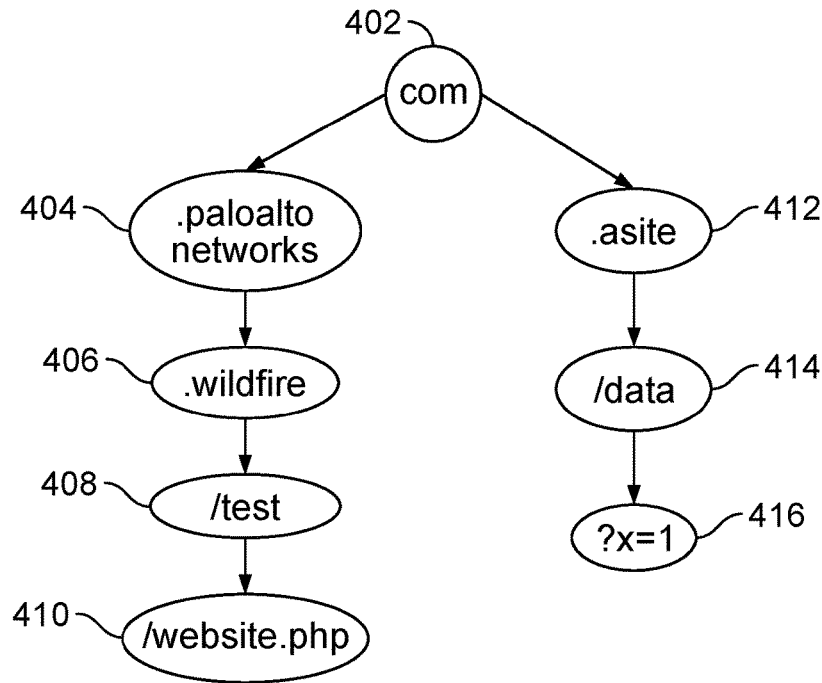 402
com
404
.paloalto
networks
.asite
412
406
.wildfire
/data
414
408
/test
?x=1
416
410
/website.php